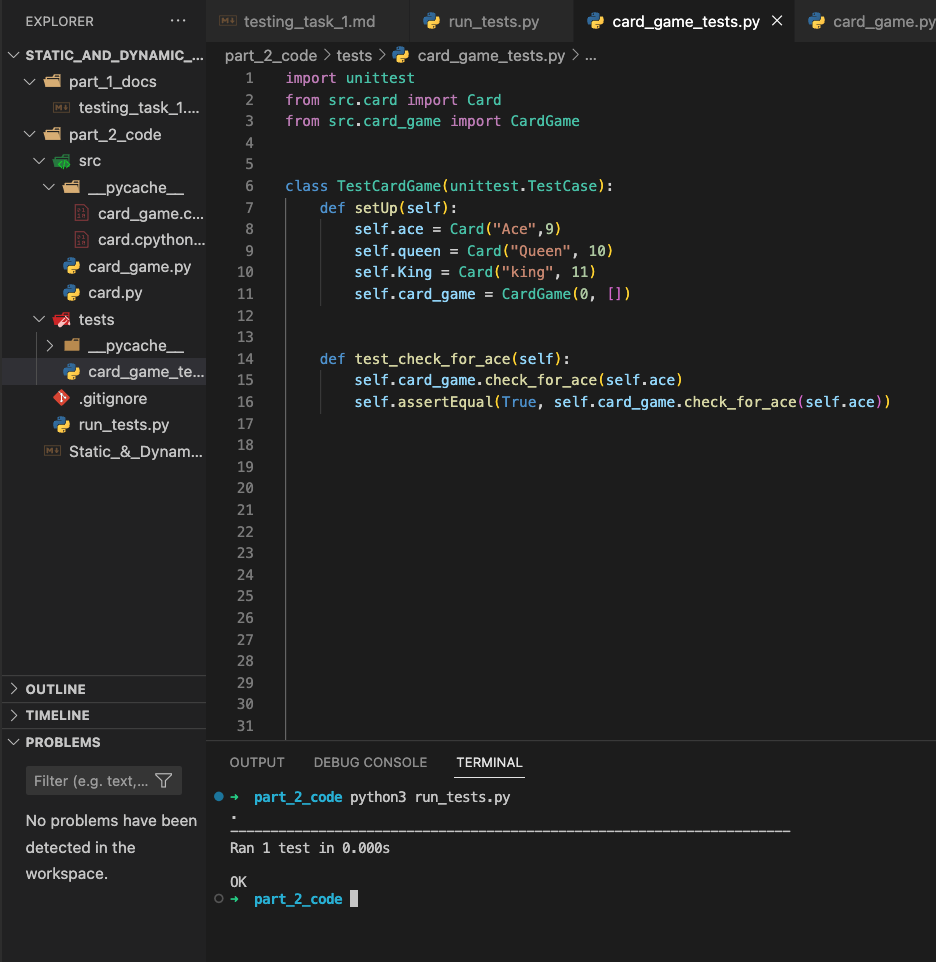 EXPLORER ...
STATIC_AND_DYNAMIC_...
part_1_docs
testing_task_1....
part_2_code
src
__pycache__
card_game.c...
card.cpython...
card_game.py
card.py
tests
__pycache__
card_game_te...
.gitignore
run_tests.py
Static_&_Dynam...
OUTLINE
TIMELINE
PROBLEMS
Filter (e.g. text,...
No problems have been
detected in the
workspace.
testing_task_1.md run_tests.py card_game_tests.py card_game.py
part_2_code > tests > card_game_tests.py > ...
1 import unittest
2 from src.card import Card
3 from src.card_game import CardGame
4
5
6 class TestCardGame(unittest.TestCase):
7     def setUp(self):
8         self.ace = Card("Ace",9)
9         self.queen = Card("Queen", 10)
10         self.King = Card("king", 11)
11         self.card_game = CardGame(0, [])
12
13
14     def test_check_for_ace(self):
15         self.card_game.check_for_ace(self.ace)
16         self.assertEqual(True, self.card_game.check_for_ace(self.ace))
17
18
19
20
21
22
23
24
25
26
27
28
29
30
31
OUTPUT DEBUG CONSOLE TERMINAL
➜ part_2_code python3 run_tests.py
.
----------------------------------------------------------------------
Ran 1 test in 0.000s
OK
➜ part_2_code